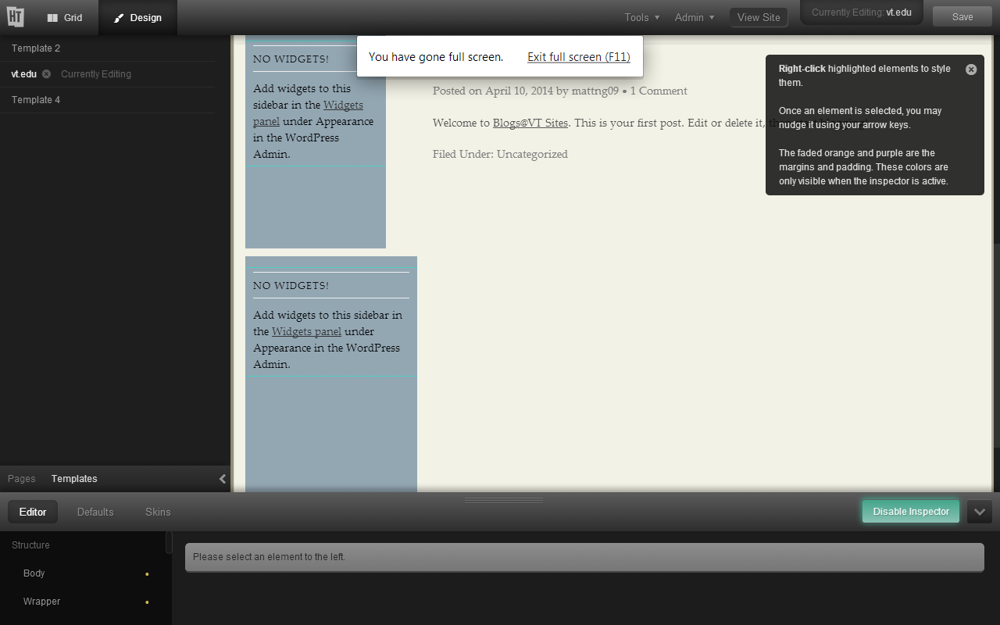 HT Grid Design Tools Admin View Site Currently Editing: vt.edu Save
You have gone full screen. Exit full screen (F11)
Template 2
vt.edu Currently Editing
Template 4
NO WIDGETS!
Add widgets to this
sidebar in the Widgets
panel under Appearance
in the WordPress
Admin.
NO WIDGETS!
Add widgets to this sidebar in
the Widgets panel under
Appearance in the WordPress
Admin.
Posted on April 10, 2014 by mattng09 • 1 Comment
Welcome to Blogs@VT Sites. This is your first post. Edit or delete it,
Filed Under: Uncategorized
Right-click highlighted elements to style
them.
Once an element is selected, you may
nudge it using your arrow keys.
The faded orange and purple are the
margins and padding. These colors are
only visible when the inspector is active.
Pages Templates
Editor Defaults Skins Disable Inspector
Structure
Body
Wrapper
Please select an element to the left.